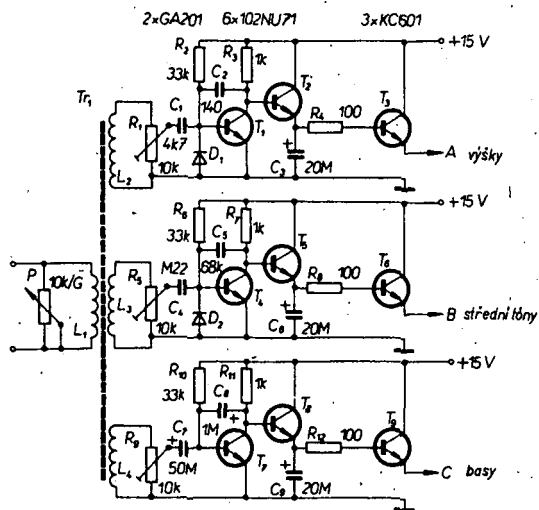 2×GA201 6×102NU71 3×KC601
+15 V
R2 33k
R3 1k
C2 140
Tr1
T2
R1 10k
C1 4k7
T1
R4 100
T3
D1
L2
C3 20M
A výšky
+15 V
R6 33k
R7 1k
C5 68k
T5
P 10k/G
L1
R5 10k
L3
M22
C4
T4
R8 100
T6
D2
C6 20M
B střední tóny
+15 V
R10 33k
R11 1k
C8 1M
T8
R9 10k
L4
C7 50M
T7
R12 100
T9
C9 20M
C basy